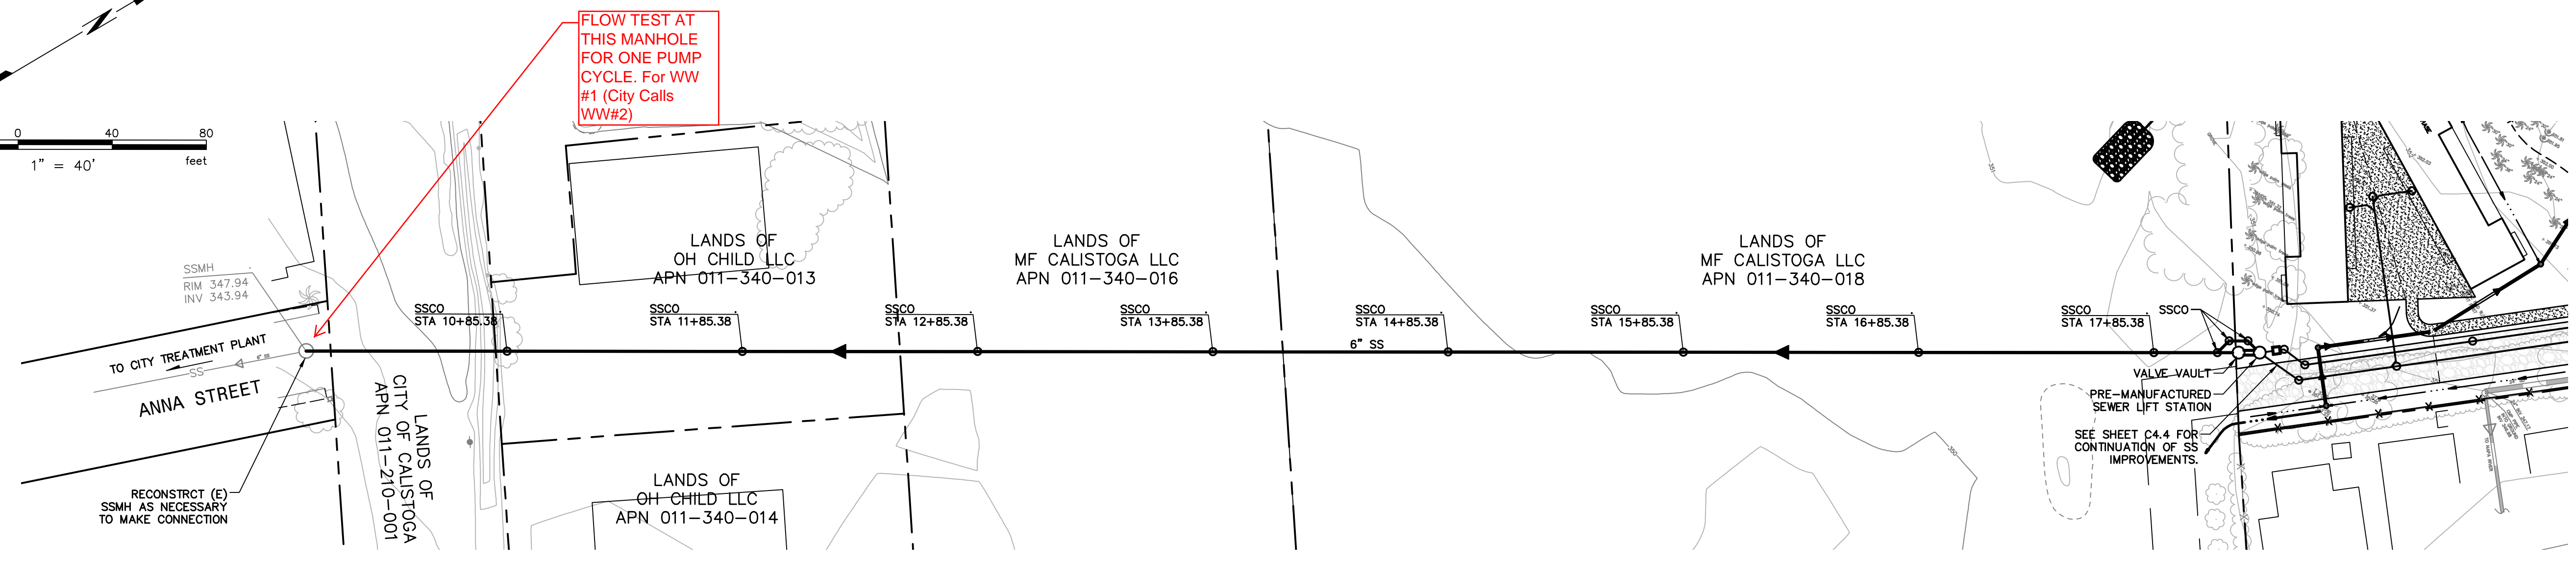 N
FLOW TEST AT
THIS MANHOLE
FOR ONE PUMP
CYCLE. For WW
#1 (City Calls
WW#2)
0 40 80
feet
1" = 40'
SSMH
RIM 347.94
INV 343.94
TO CITY TREATMENT PLANT
SS
ANNA STREET
RECONSTRCT (E)
SSMH AS NECESSARY
TO MAKE CONNECTION
LANDS OF
CITY OF CALISTOGA
APN 011-210-001
SSCO
STA 10+85.38
LANDS OF
OH CHILD LLC
APN 011-340-013
SSCO
STA 11+85.38
LANDS OF
OH CHILD LLC
APN 011-340-014
SSCO
STA 12+85.38
LANDS OF
MF CALISTOGA LLC
APN 011-340-016
SSCO
STA 13+85.38
SSCO
STA 14+85.38
6" SS
SSCO
STA 15+85.38
LANDS OF
MF CALISTOGA LLC
APN 011-340-018
SSCO
STA 16+85.38
351
350
SSCO
STA 17+85.38
SSCO
VALVE VAULT
PRE-MANUFACTURED
SEWER LIFT STATION
SEE SHEET C4.4 FOR
CONTINUATION OF SS
IMPROVEMENTS.